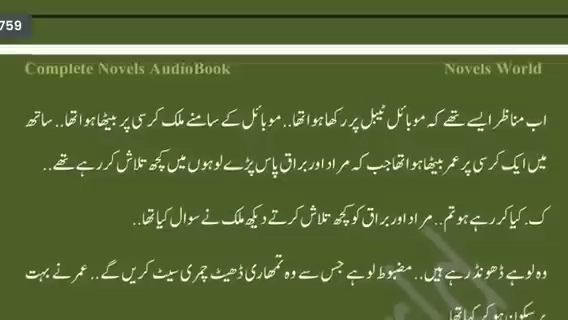 759
Complete Novels AudioBook Novels World
اب مناظر ایسے تھے کہ موبائل ٹیبل پر رکھا ہوا تھا.. موبائل کے سامنے ملک کرسی پر بیٹھا ہوا تھا.. ساتھ
میں ایک کرسی پر عمر بیٹھا ہوا تھا جب کہ مراد اور براق پاس پڑے لوہوں میں کچھ تلاش کر رہے تھے..
ک. کیا کر رہے ہو تم.. مراد اور براق کو کچھ تلاش کرتے دیکھ ملک نے سوال کیا تھا..
وہ لوہے ڈھونڈ رہے ہیں.. مضبوط لوہے جس سے وہ تمھاری ڈھیٹ چمڑی سیٹ کریں گے.. عمر نے بہت
پر سکون ہو کر کہا تھا